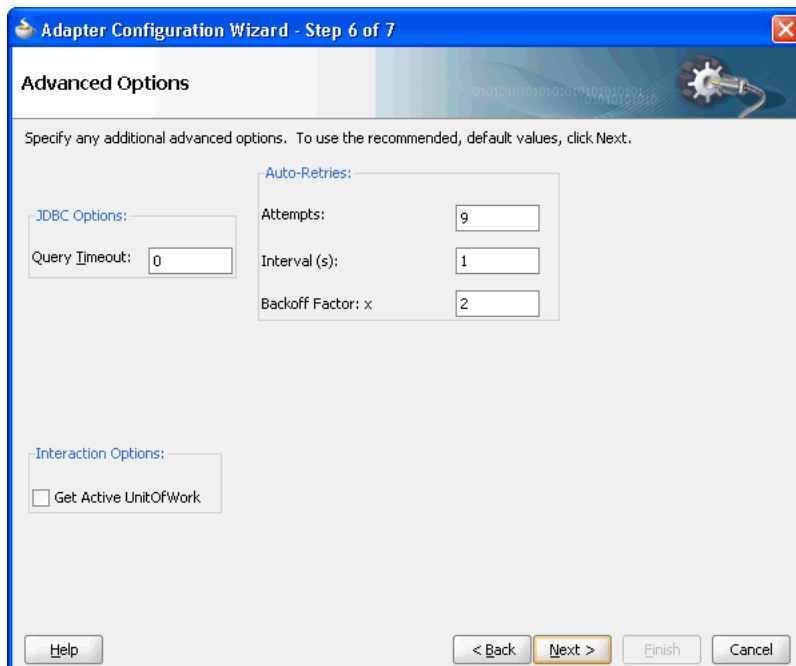 Adapter Configuration Wizard - Step 6 of 7
Advanced Options
01010101010101010101010101
01010101010
Specify any additional advanced options. To use the recommended, default values, click Next.
JDBC Options:
Query Timeout: 0
Auto-Retries:
Attempts: 9
Interval (s): 1
Backoff Factor: x 2
Interaction Options:
Get Active UnitOfWork
Help
< Back
Next >
Finish
Cancel